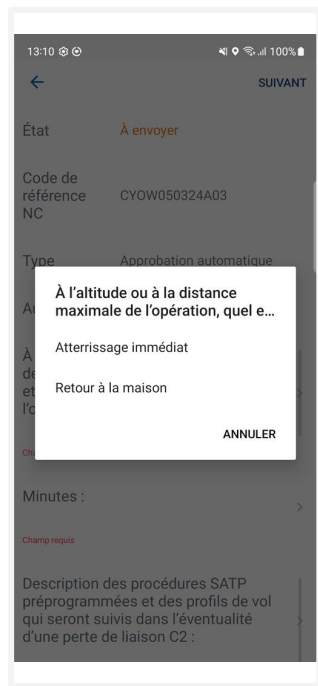 13:10 100%
SUIVANT
État À envoyer
Code de
référence CYOW050324A03
NC
Type Approbation automatique
À l'altitude ou à la distance
maximale de l'opération, quel e...
Atterrissage immédiat
Retour à la maison
ANNULER
À
de
et
l'o
Minutes :
Champ requis
Description des procédures SATP
préprogrammées et des profils de vol
qui seront suivis dans l'éventualité
d'une perte de liaison C2 :